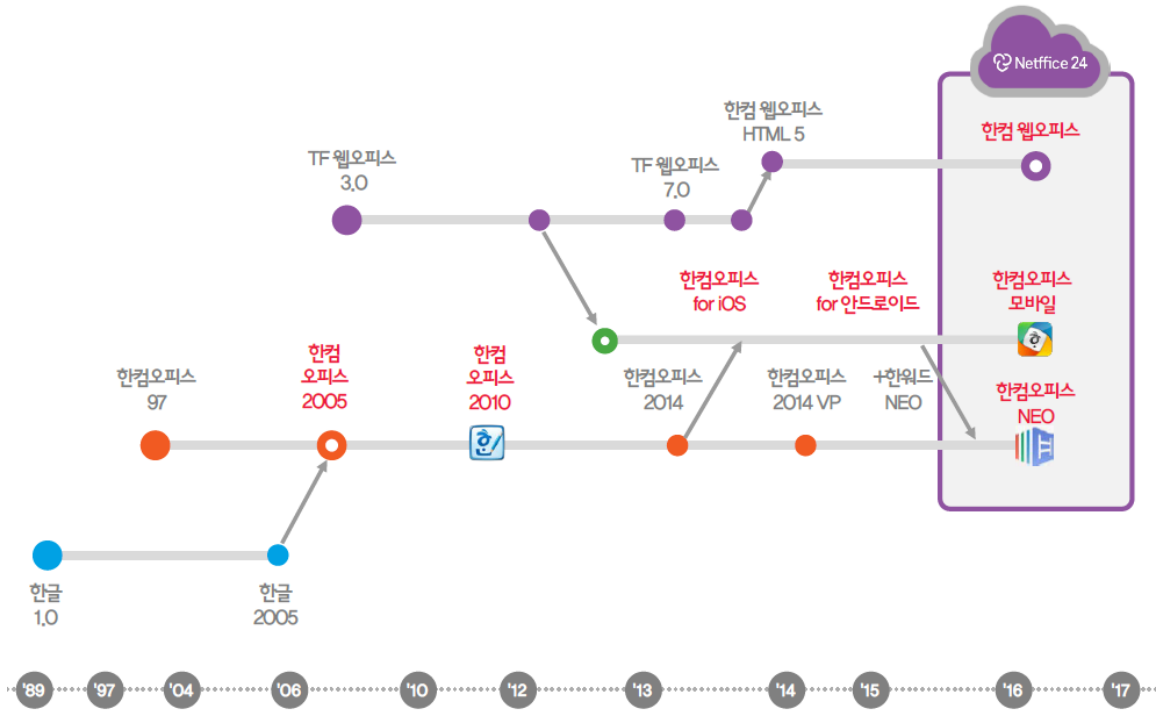 Netffice 24
한컴 웹오피스
HTML 5
한컴 웹오피스
TF 웹오피스
3.0
TF 웹오피스
7.0
한컴오피스
for iOS
한컴오피스
for 안드로이드
한컴오피스
모바일
한컴오피스
97
한컴
오피스
2005
한컴
오피스
2010
한컴오피스
2014
한컴오피스
2014 VP
+한워드
NEO
한컴오피스
NEO
한글
1.0
한글
2005
'89 '97 '04 '06 '10 '12 '13 '14 '15 '16 '17